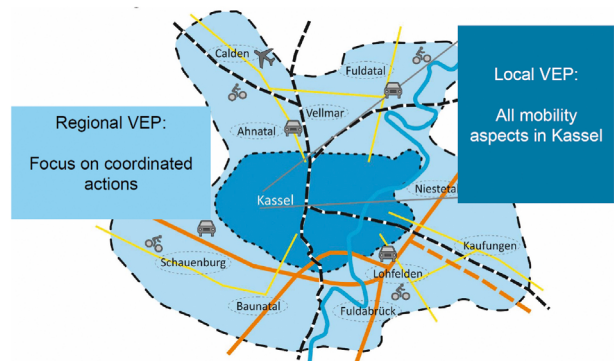 Calden
Fuldatal
Vellmar
Ahnatal
Regional VEP:
Focus on coordinated
actions
Local VEP:
All mobility
aspects in Kassel
Kassel
Niestetal
Kaufungen
Schauenburg
Lohfelden
Baunatal
Fuldabrück